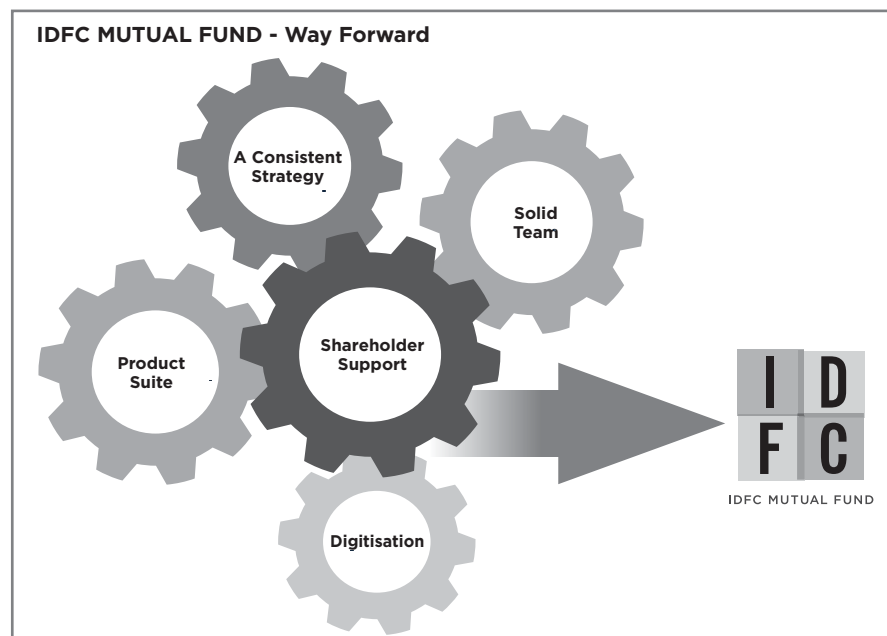 IDFC MUTUAL FUND - Way Forward
A Consistent
Strategy
Solid
Team
Product
Suite
Shareholder
Support
Digitisation
I D
F C
IDFC MUTUAL FUND